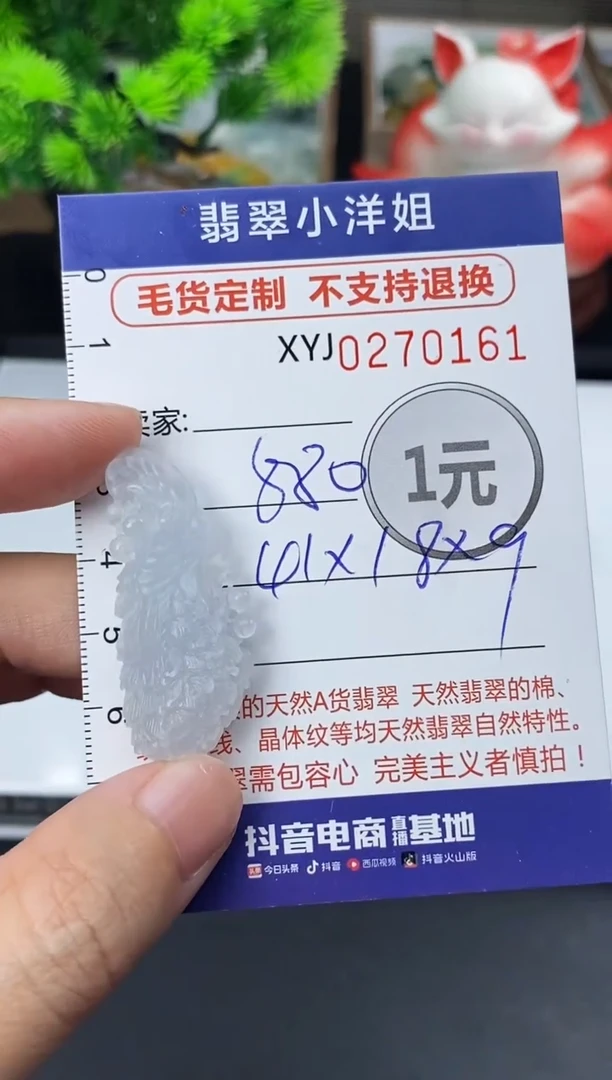 翡翠小洋姐
毛货定制 不支持退换
XYJ0270161
卖家:
1元
880
41x18x9
的天然A货翡翠 天然翡翠的棉、
线、晶体纹等均天然翡翠自然特性。
翠需包容心 完美主义者慎拍！
抖音电商直播基地
头条 今日头条 抖音 西瓜视频 抖音火山版
0
1
4
5
6